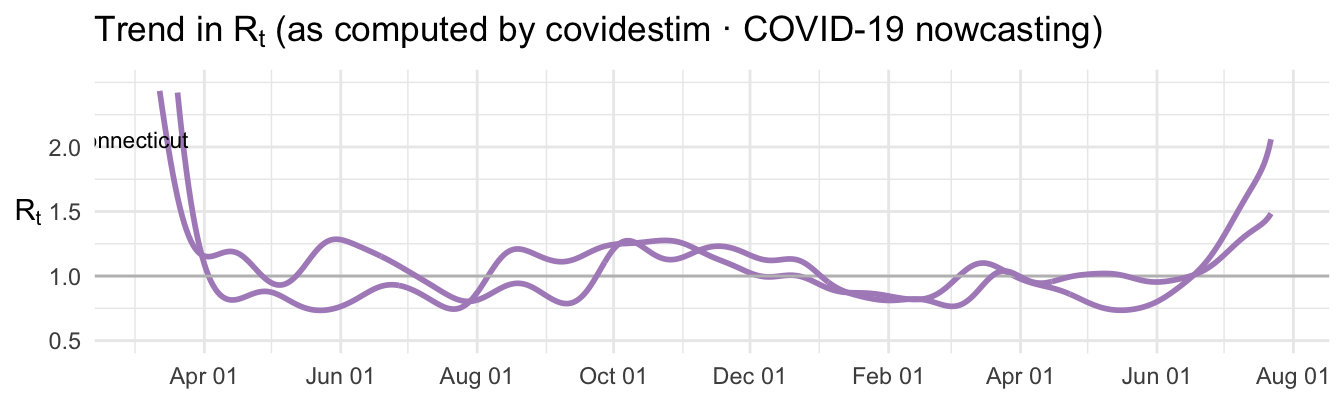 Trend in Rt (as computed by covidestim · COVID-19 nowcasting)
onnecticut
2.0
Rt
1.5
1.0
0.5
Apr 01 Jun 01 Aug 01 Oct 01 Dec 01 Feb 01 Apr 01 Jun 01 Aug 01